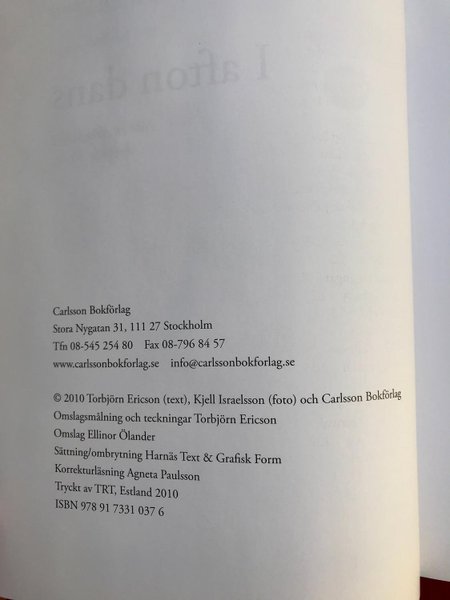 I afton dans
Carlsson Bokförlag
Stora Nygatan 31, 111 27 Stockholm
Tfn 08-545 254 80 Fax 08-796 84 57
www.carlssonbokforlag.se info@carlssonbokforlag.se
© 2010 Torbjörn Ericson (text), Kjell Israelsson (foto) och Carlsson Bokförlag
Omslagsmålning och teckningar Torbjörn Ericson
Omslag Ellinor Ölander
Sättning/ombrytning Harnäs Text & Grafisk Form
Korrekturläsning Agneta Paulsson
Tryckt av TRT, Estland 2010
ISBN 978 91 7331 037 6